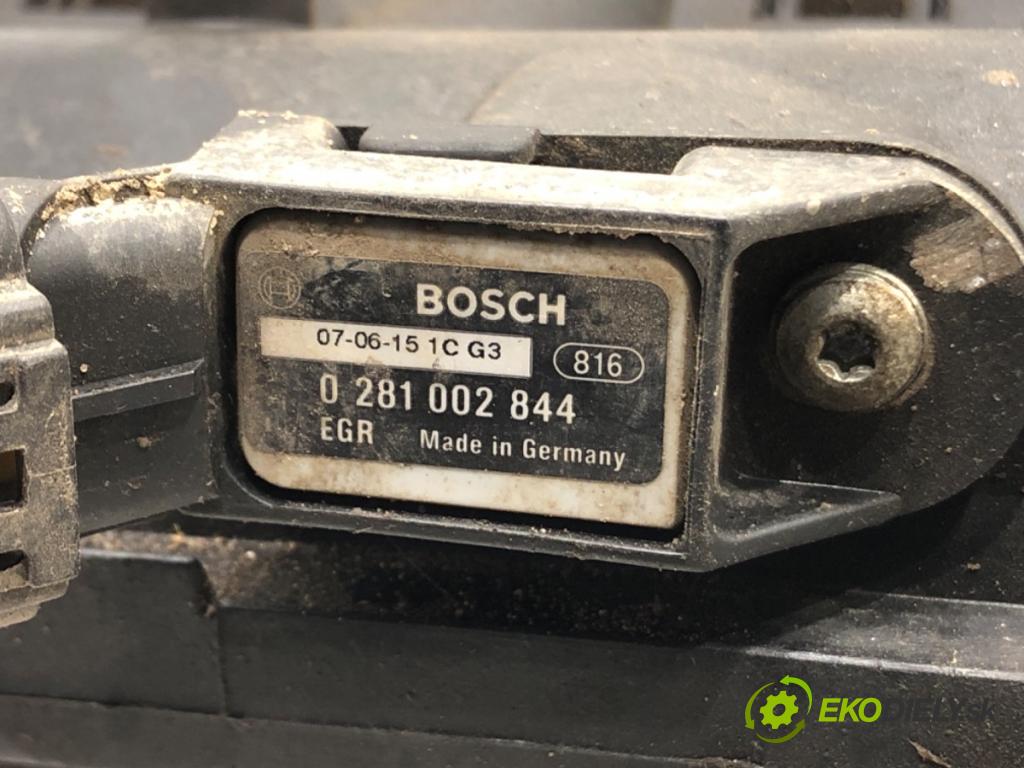 BOSCH
07-06-15 1C G3
816
0 281 002 844
EGR Made in Germany
EKODIELY.sk